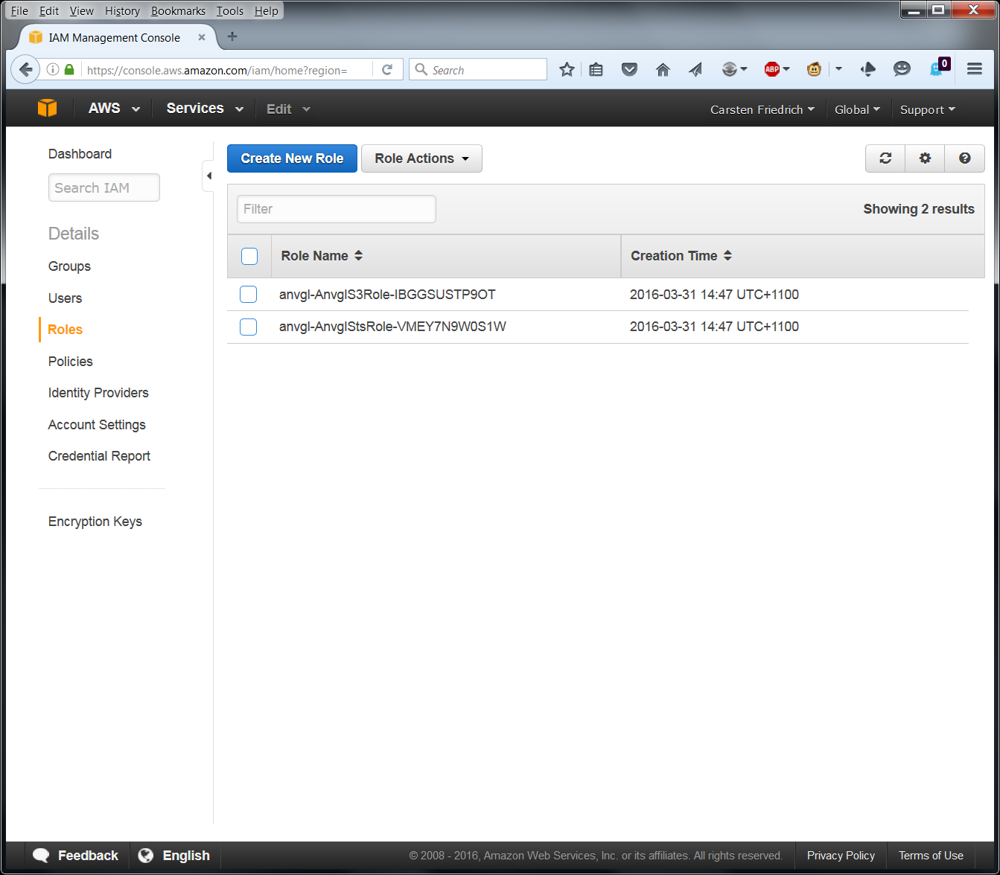 File Edit View History Bookmarks Tools Help
IAM Management Console
https://console.aws.amazon.com/iam/home?region=
Search
ABP
0
AWS Services Edit Carsten Friedrich Global Support
Dashboard
Search IAM
Details
Groups
Users
Roles
Policies
Identity Providers
Account Settings
Credential Report
Encryption Keys
Create New Role Role Actions
Filter
Showing 2 results
Role Name Creation Time
anvgl-AnvglS3Role-IBGGSUSTP9OT 2016-03-31 14:47 UTC+1100
anvgl-AnvglStsRole-VMEY7N9W0S1W 2016-03-31 14:47 UTC+1100
Feedback English © 2008 - 2016, Amazon Web Services, Inc. or its affiliates. All rights reserved. Privacy Policy Terms of Use